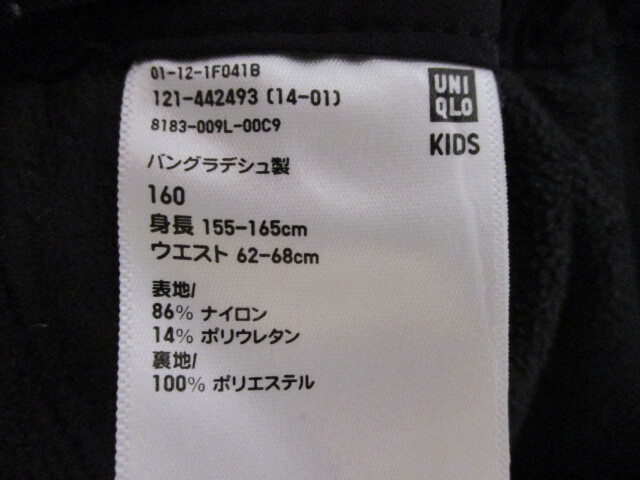 01-12-1F041B
121-442493 (14-01)
8183-009L-00C9
UNI
QLO
KIDS
バングラデシュ製
160
身長 155-165cm
ウエスト 62-68cm
表地/
86% ナイロン
14% ポリウレタン
裏地/
100% ポリエステル